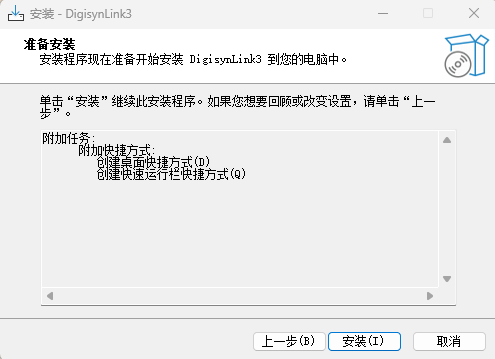 安装 - DigisynLink3
准备安装
安装程序现在准备开始安装 DigisynLink3 到您的电脑中。
单击“安装”继续此安装程序。如果您想要回顾或改变设置，请单击“上一
步”。
附加任务:
附加快捷方式:
创建桌面快捷方式(D)
创建快速运行栏快捷方式(Q)
上一步(B)
安装(I)
取消